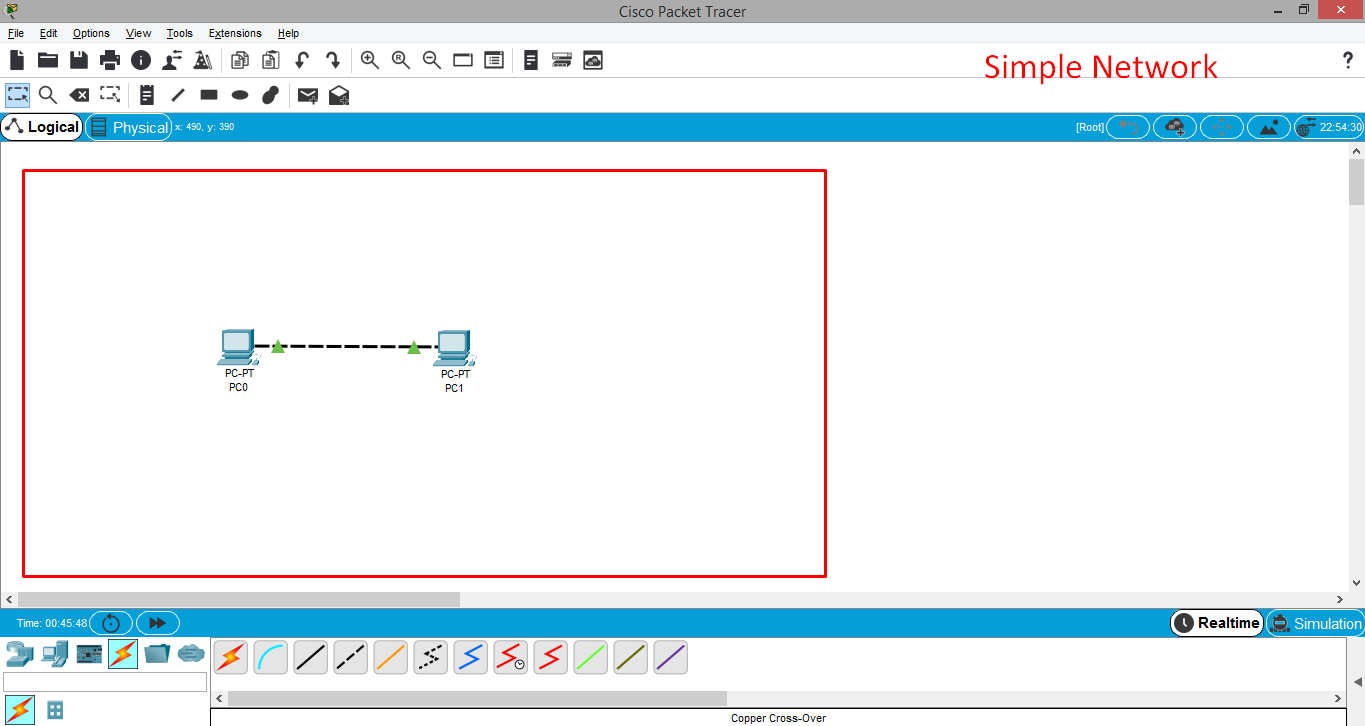 Cisco Packet Tracer
File Edit Options View Tools Extensions Help
Simple Network
?
Logical Physical x: 490, y: 390 [Root] 22:54:30
PC-PT PC-PT
PC0 PC1
Time: 00:45:48 Realtime Simulation
Copper Cross-Over